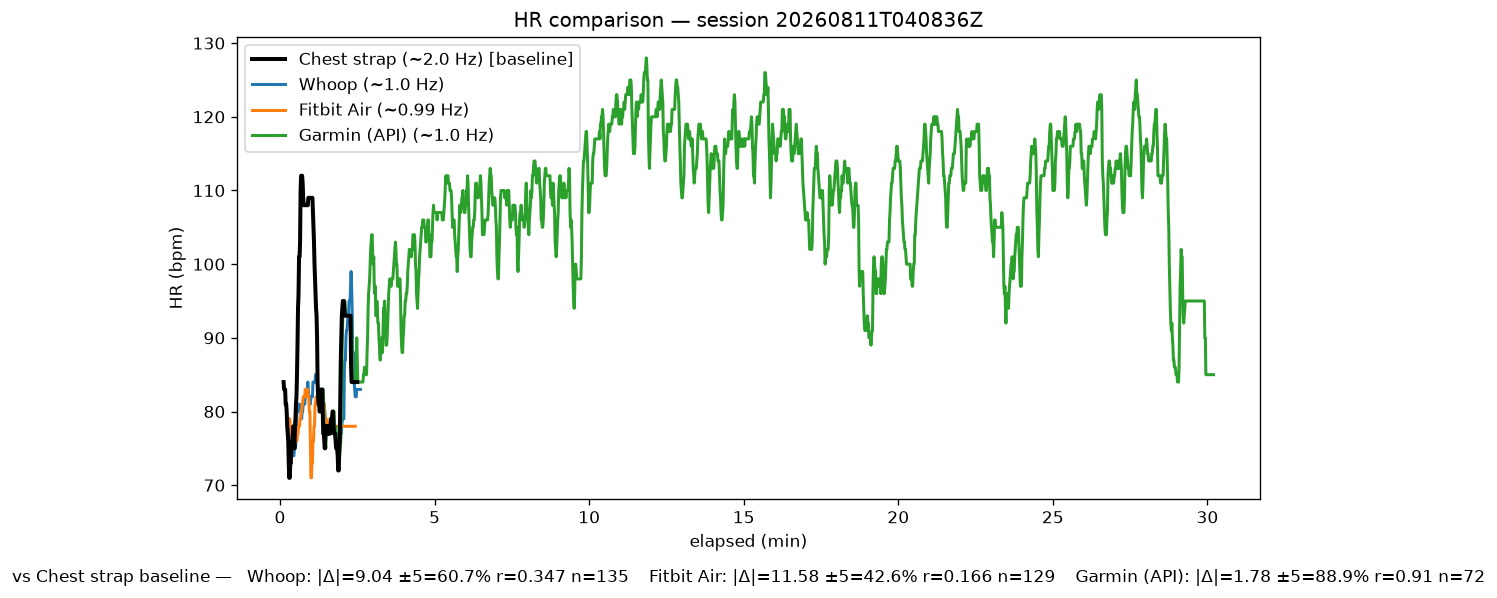 HR comparison — session 20260811T040836Z
Chest strap (~2.0 Hz) [baseline]
Whoop (~1.0 Hz)
Fitbit Air (~0.99 Hz)
Garmin (API) (~1.0 Hz)
HR (bpm)
130
120
110
100
90
80
70
0 5 10 15 20 25 30
elapsed (min)
vs Chest strap baseline — Whoop: |Δ|=9.04 ±5=60.7% r=0.347 n=135 Fitbit Air: |Δ|=11.58 ±5=42.6% r=0.166 n=129 Garmin (API): |Δ|=1.78 ±5=88.9% r=0.91 n=72